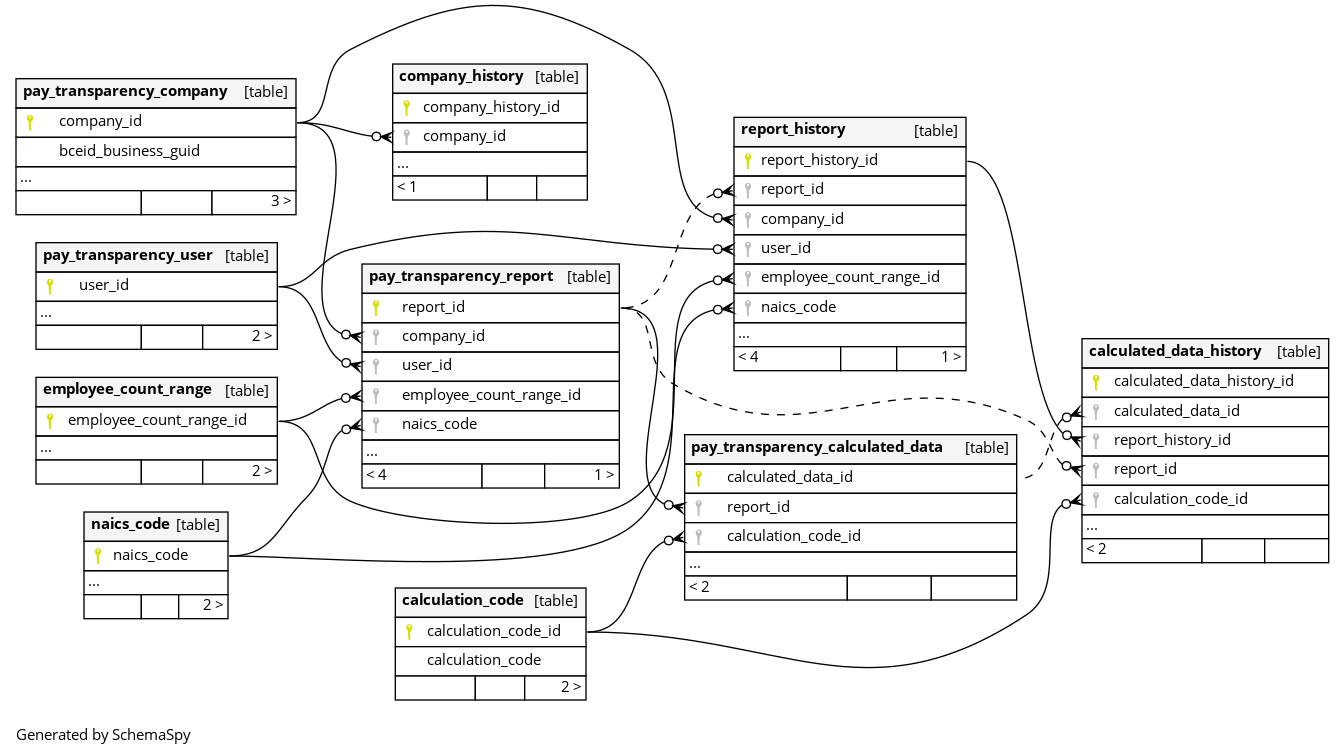 pay_transparency_company [table]
company_id
bceid_business_guid
...
3 >
company_history [table]
company_history_id
company_id
...
< 1
report_history [table]
report_history_id
report_id
company_id
user_id
employee_count_range_id
naics_code
...
< 4 1 >
pay_transparency_user [table]
user_id
...
2 >
pay_transparency_report [table]
report_id
company_id
user_id
employee_count_range_id
naics_code
...
< 4 1 >
employee_count_range [table]
employee_count_range_id
...
2 >
calculated_data_history [table]
calculated_data_history_id
calculated_data_id
report_history_id
report_id
calculation_code_id
...
< 2
pay_transparency_calculated_data [table]
calculated_data_id
report_id
calculation_code_id
...
< 2
naics_code [table]
naics_code
...
2 >
calculation_code [table]
calculation_code_id
calculation_code
2 >
Generated by SchemaSpy